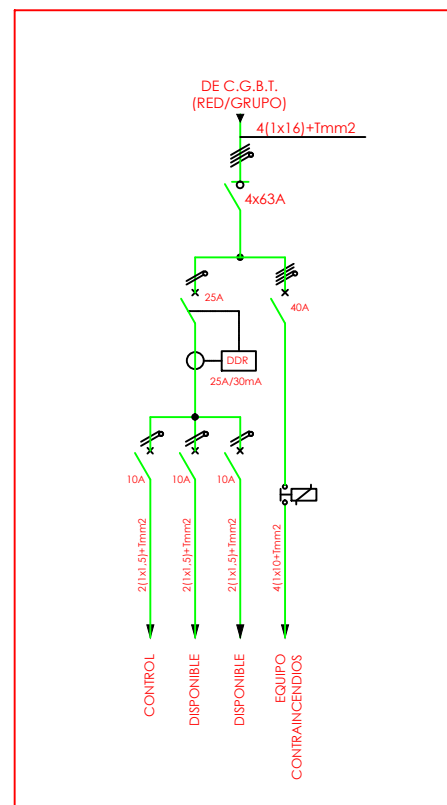 DE C.G.B.T.
(RED/GRUPO)
4(1x16)+Tmm2
4x63A
25A
40A
DDR
25A/30mA
10A
10A
10A
2(1x1,5)+Tmm2
2(1x1,5)+Tmm2
2(1x1,5)+Tmm2
4(1x10+Tmm2
CONTROL
DISPONIBLE
DISPONIBLE
EQUIPO
CONTRAINCENDIOS